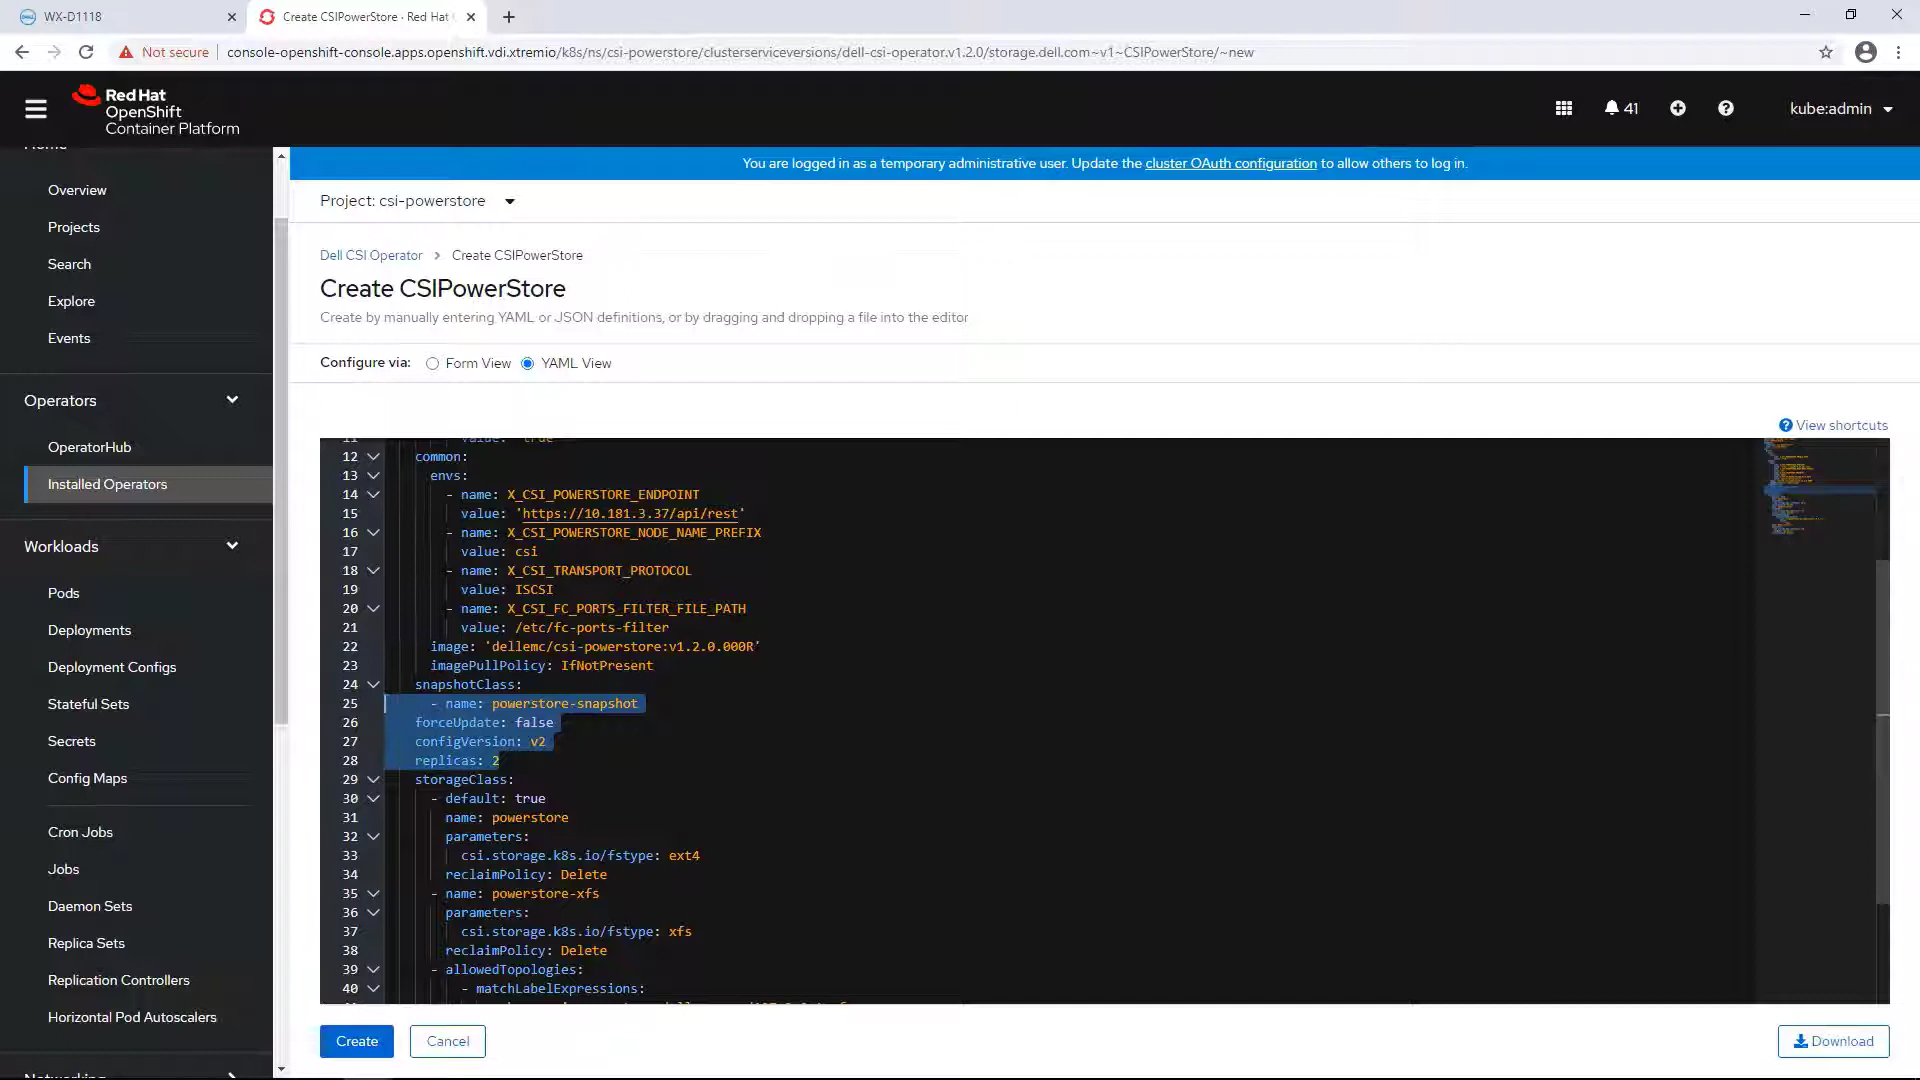 WX-D1118
Create CSIPowerStore · Red Hat
Not secure
console-openshift-console.apps.openshift.vdi.xtremio/k8s/ns/csi-powerstore/clusterserviceversions/dell-csi-operator.v1.2.0/storage.dell.com~v1~CSIPowerStore/~new
Red Hat
OpenShift
Container Platform
41
kube:admin
You are logged in as a temporary administrative user. Update the cluster OAuth configuration to allow others to log in.
Home
Overview
Projects
Search
Explore
Events
Operators
OperatorHub
Installed Operators
Workloads
Pods
Deployments
Deployment Configs
Stateful Sets
Secrets
Config Maps
Cron Jobs
Jobs
Daemon Sets
Replica Sets
Replication Controllers
Horizontal Pod Autoscalers
Networking
Project: csi-powerstore
Dell CSI Operator > Create CSIPowerStore
Create CSIPowerStore
Create by manually entering YAML or JSON definitions, or by dragging and dropping a file into the editor
Configure via: Form View YAML View
View shortcuts
11 value: 'true'
12 common:
13 envs:
14 - name: X_CSI_POWERSTORE_ENDPOINT
15 value: 'https://10.181.3.37/api/rest'
16 - name: X_CSI_POWERSTORE_NODE_NAME_PREFIX
17 value: csi
18 - name: X_CSI_TRANSPORT_PROTOCOL
19 value: ISCSI
20 - name: X_CSI_FC_PORTS_FILTER_FILE_PATH
21 value: /etc/fc-ports-filter
22 image: 'dellemc/csi-powerstore:v1.2.0.000R'
23 imagePullPolicy: IfNotPresent
24 snapshotClass:
25 - name: powerstore-snapshot
26 forceUpdate: false
27 configVersion: v2
28 replicas: 2
29 storageClass:
30 - default: true
31 name: powerstore
32 parameters:
33 csi.storage.k8s.io/fstype: ext4
34 reclaimPolicy: Delete
35 - name: powerstore-xfs
36 parameters:
37 csi.storage.k8s.io/fstype: xfs
38 reclaimPolicy: Delete
39 - allowedTopologies:
40 - matchLabelExpressions:
Create
Cancel
Download